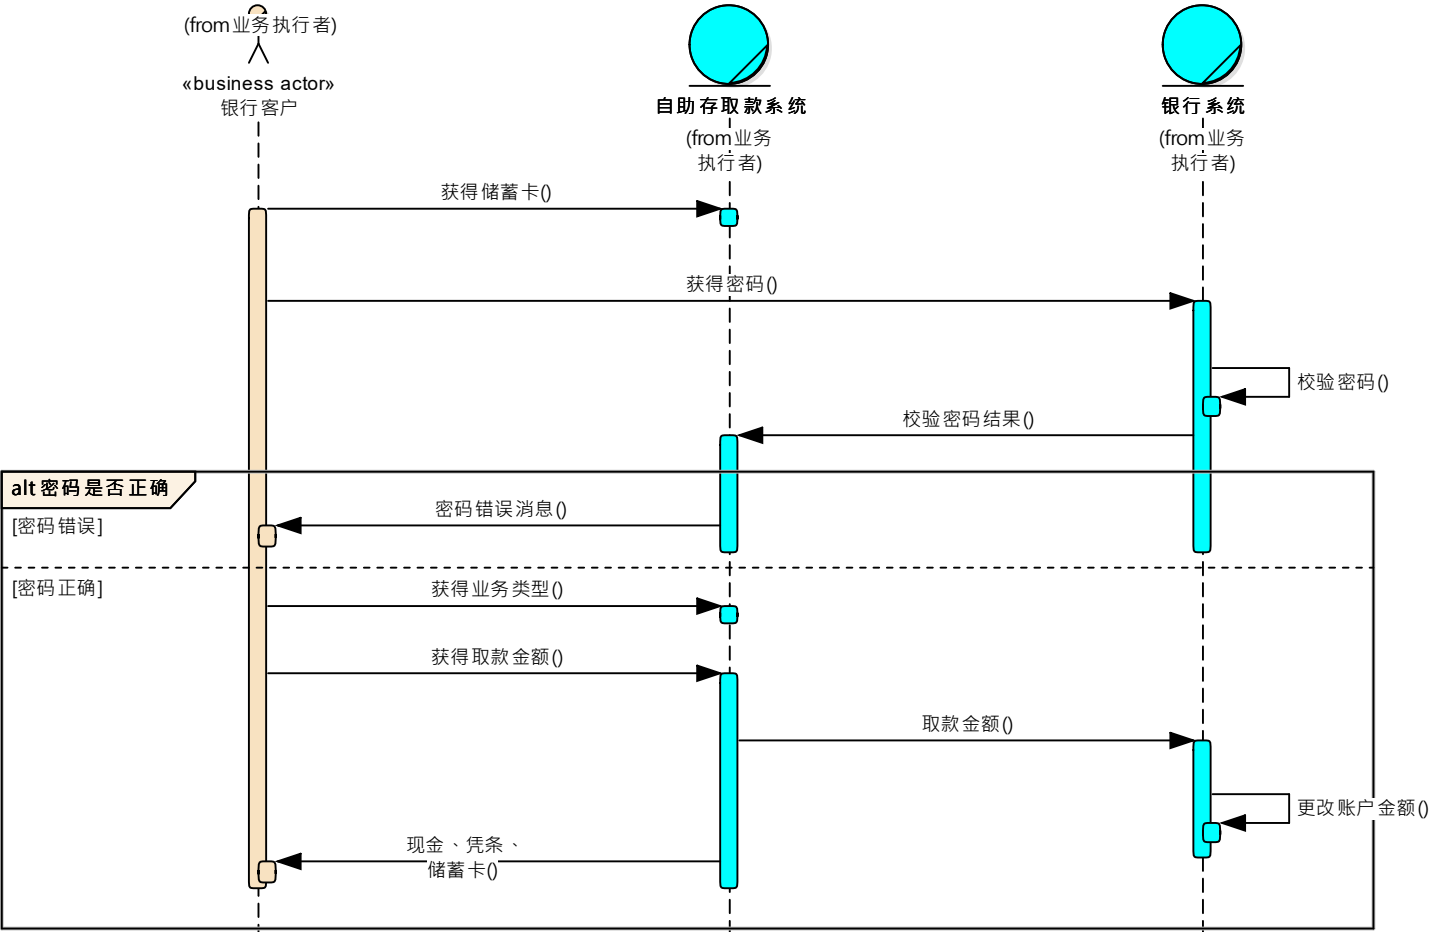 (from业务执行者)
«business actor»
银行客户
自助存取款系统
(from业务
执行者)
银行系统
(from业务
执行者)
获得储蓄卡()
获得密码()
校验密码()
校验密码结果()
alt 密码是否正确
[密码错误]
密码错误消息()
[密码正确]
获得业务类型()
获得取款金额()
取款金额()
更改账户金额()
现金、凭条、
储蓄卡()